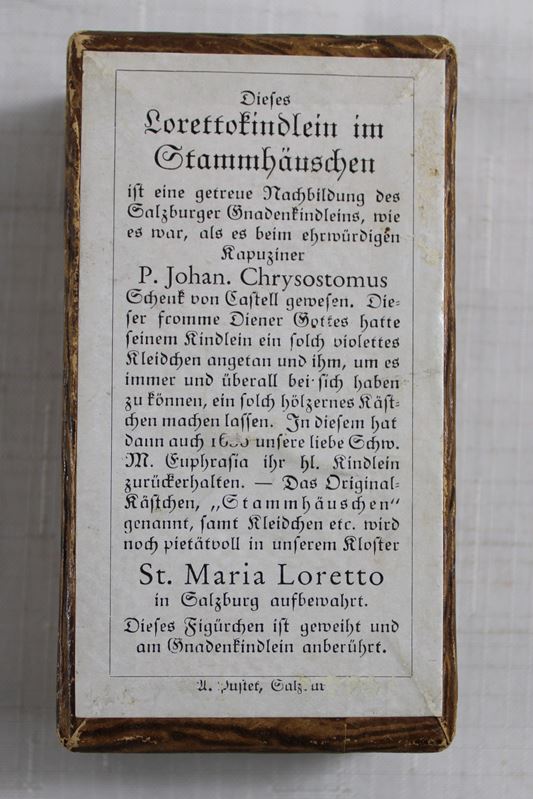 Dieses
Lorettokindlein im
Stammhäuschen
ist eine getreue Nachbildung des
Salzburger Gnadenkindleins, wie
es war, als es beim ehrwürdigen
Kapuziner
P. Johan. Chrysostomus
Schenk von Castell gewesen. Die-
ser fromme Diener Gottes hatte
seinem Kindlein ein solch violettes
Kleidchen angetan und ihm, um es
immer und überall bei sich haben
zu können, ein solch hölzernes Käst-
chen machen lassen. In diesem hat
dann auch unsere liebe Schw.
M. Euphrasia ihr hl. Kindlein
zurückerhalten. — Das Original-
Kästchen, „Stammhäuschen“
genannt, samt Kleidchen etc. wird
noch pietätvoll in unserem Kloster
St. Maria Loretto
in Salzburg aufbewahrt.
Dieses Figürchen ist geweiht und
am Gnadenkindlein anberührt.
A. Pustet, Salzburg